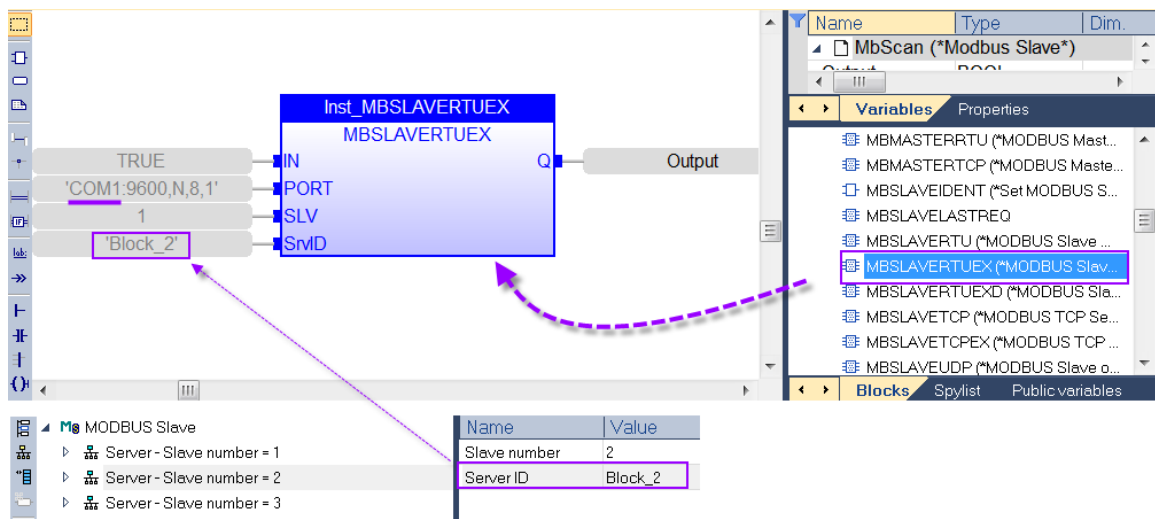 Name Type Dim.
MbScan (*Modbus Slave*)
Output BOOL
Variables Properties
Inst_MBSLAVERTUEX
MBSLAVERTUEX
TRUE IN Q Output
'COM1:9600,N,8,1' PORT
1 SLV
'Block_2' SrvID
MBMASTERRTU (*MODBUS Mast...
MBMASTERTCP (*MODBUS Maste...
MBSLAVEIDENT (*Set MODBUS S...
MBSLAVELASTREQ
MBSLAVERTU (*MODBUS Slave ...
MBSLAVERTUEX (*MODBUS Slav...
MBSLAVERTUEXD (*MODBUS Sla...
MBSLAVETCP (*MODBUS TCP Se...
MBSLAVETCPEX (*MODBUS TCP ...
MBSLAVEUDP (*MODBUS Slave o...
Blocks Spylist Public variables
MODBUS Slave
Server - Slave number = 1
Server - Slave number = 2
Server - Slave number = 3
Name Value
Slave number 2
Server ID Block_2